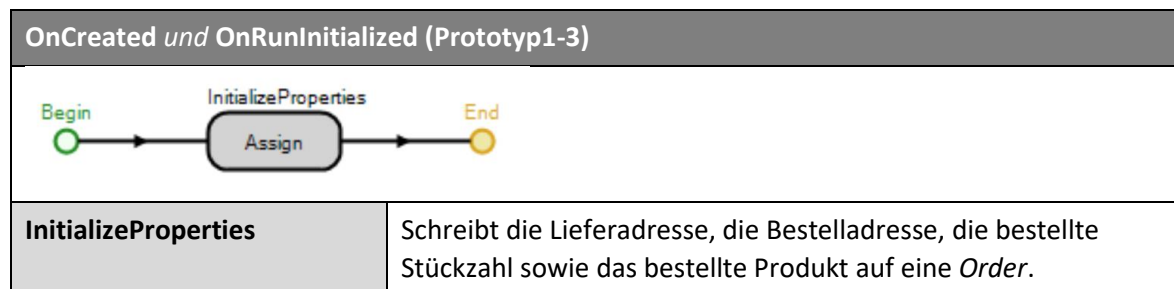 OnCreated und OnRunInitialized (Prototyp1-3)
InitializeProperties
Begin
End
Assign
InitializeProperties
Schreibt die Lieferadresse, die Bestelladresse, die bestellte
Stückzahl sowie das bestellte Produkt auf eine Order.